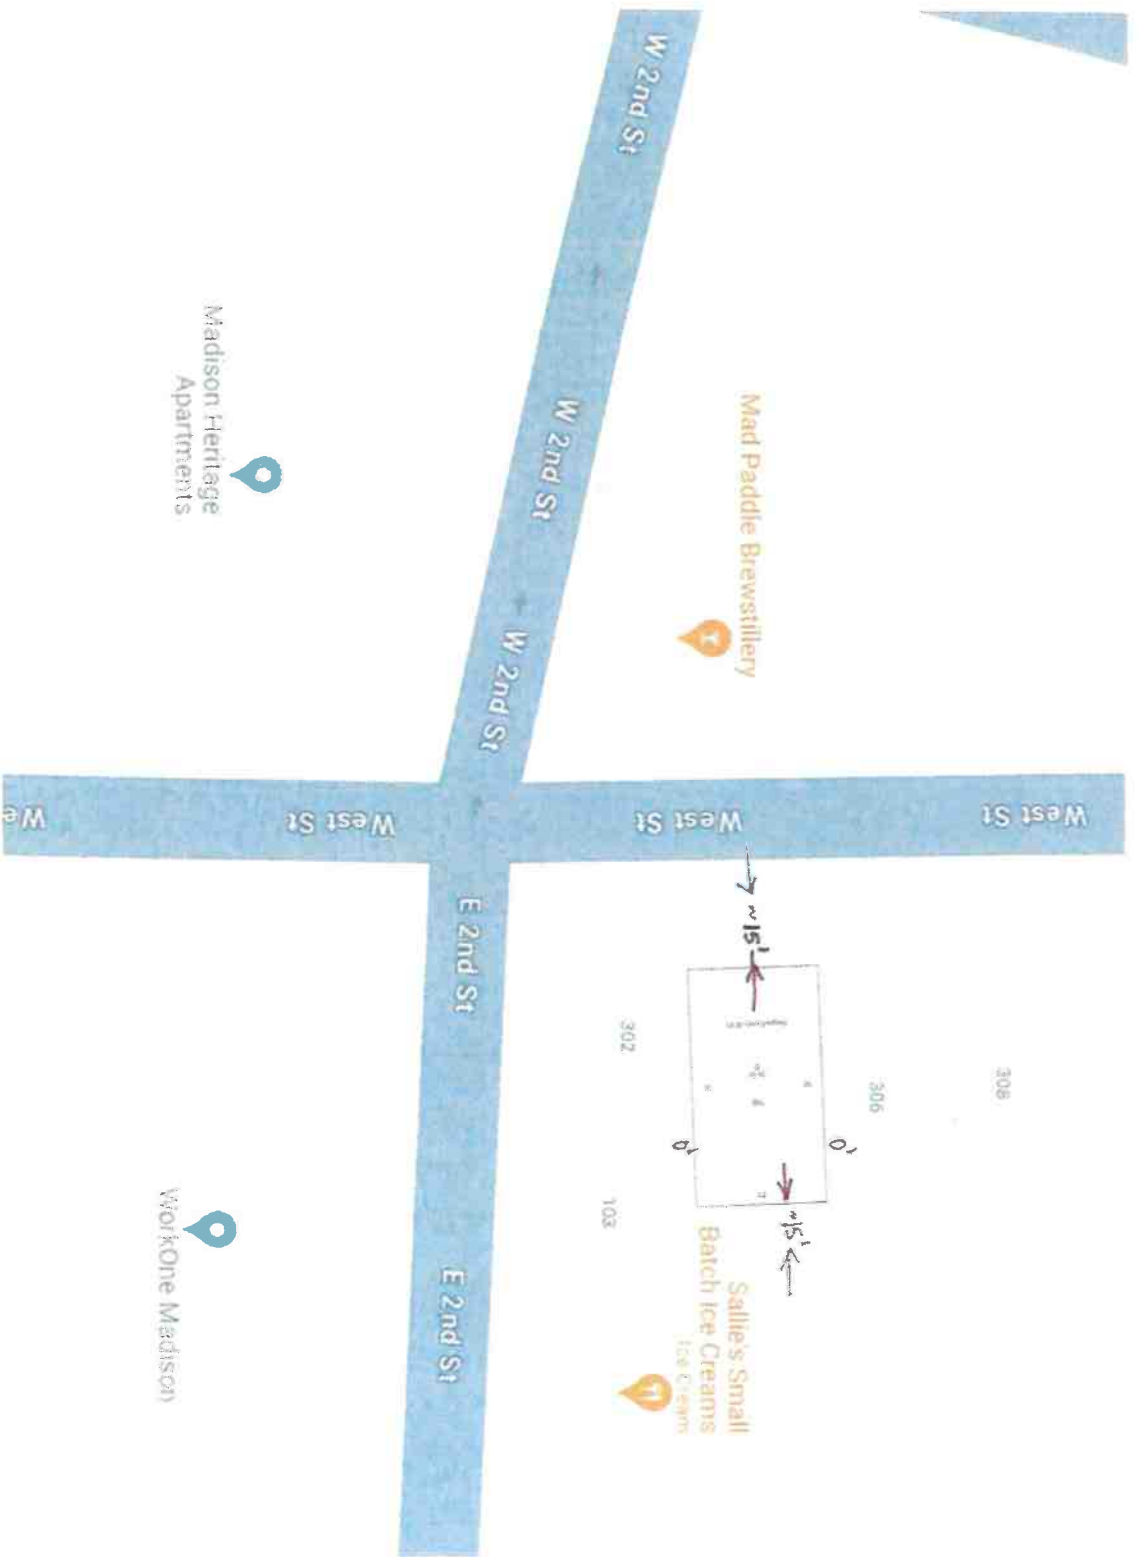 W 2nd St
W 2nd St
W 2nd St
Mad Paddle Brewstillery
Madison Heritage
Apartments
West St
West St
West St
We
E 2nd St
E 2nd St
~15'
~15'
0'
0'
302
306
308
103
Sallie's Small
Batch Ice Creams
Ice Cream
WorkOne Madison